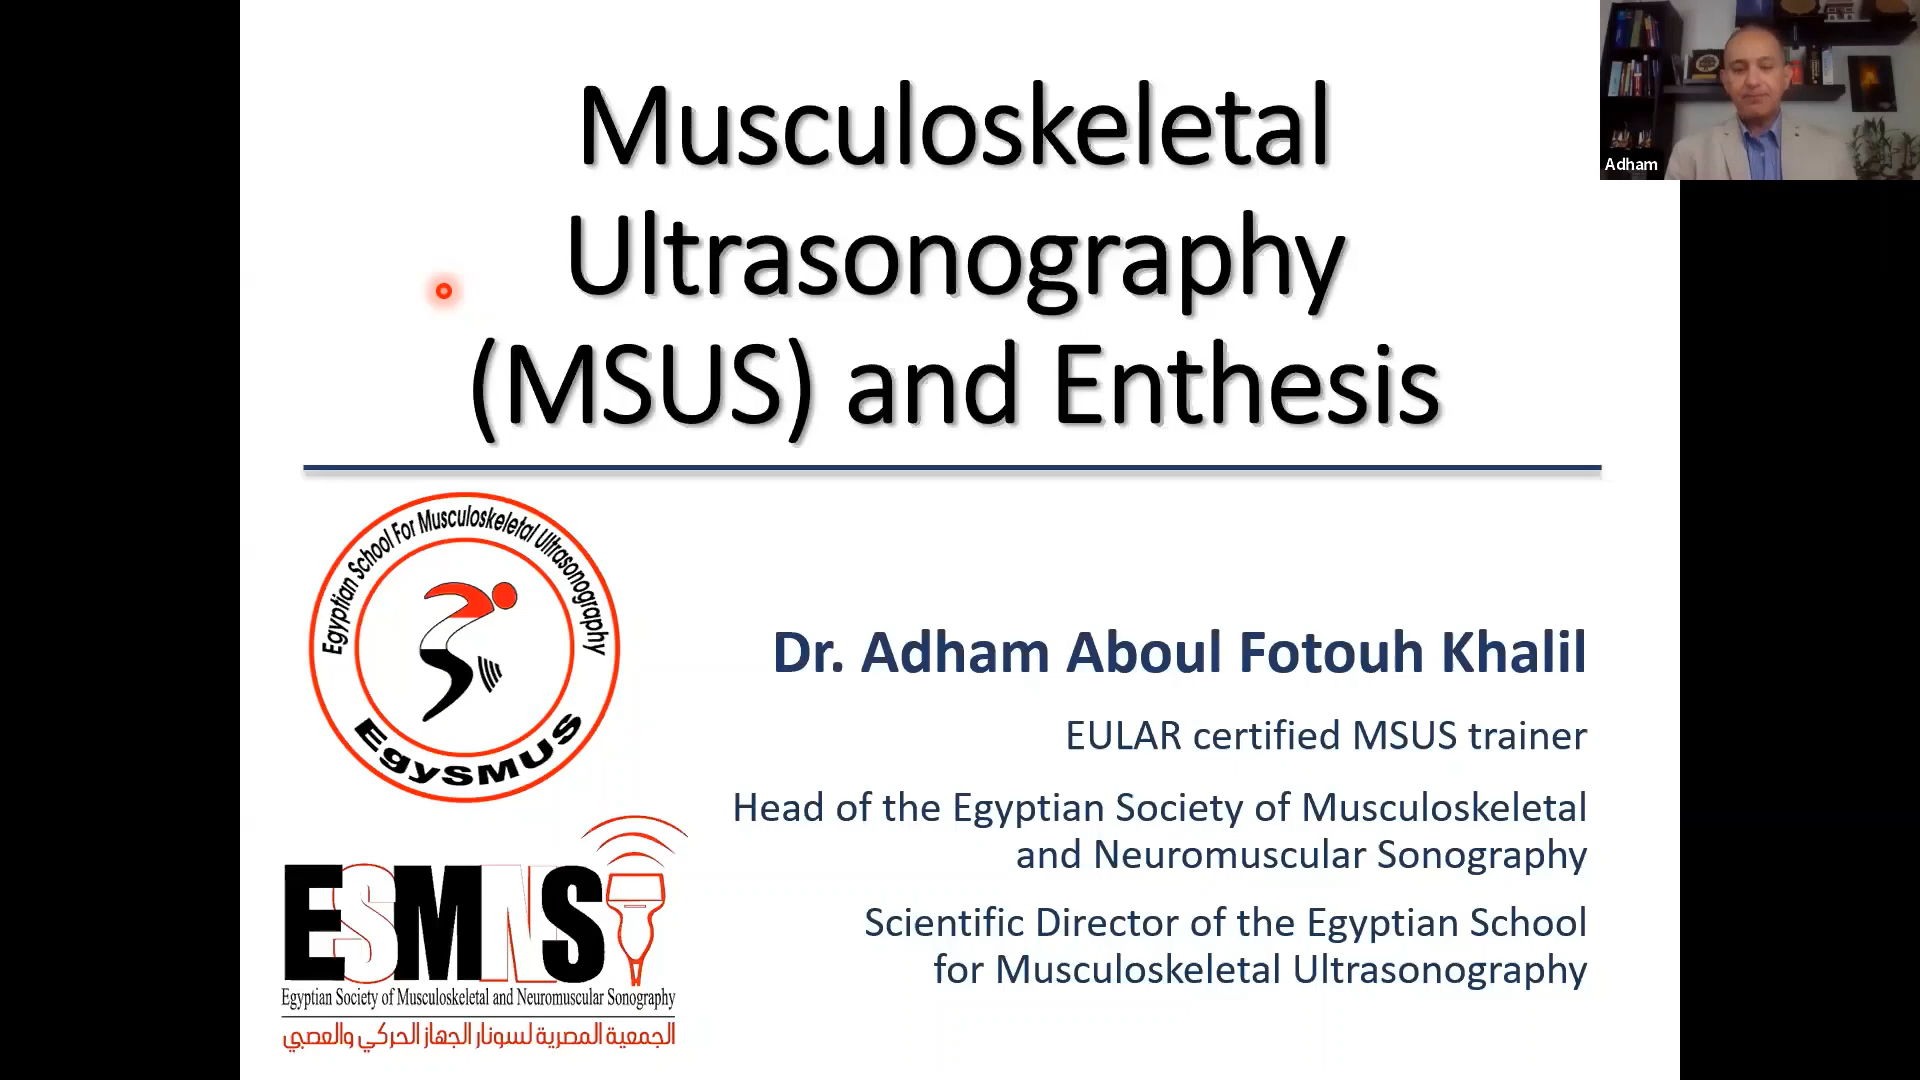 Musculoskeletal
Ultrasonography
(MSUS) and Enthesis
Adham
Egyptian School For Musculoskeletal Ultrasonography
EgySMUS
Dr. Adham Aboul Fotouh Khalil
EULAR certified MSUS trainer
Head of the Egyptian Society of Musculoskeletal
and Neuromuscular Sonography
Scientific Director of the Egyptian School
for Musculoskeletal Ultrasonography
ESMNS
Egyptian Society of Musculoskeletal and Neuromuscular Sonography
الجمعية المصرية لسونار الجهاز الحركي والعصبي